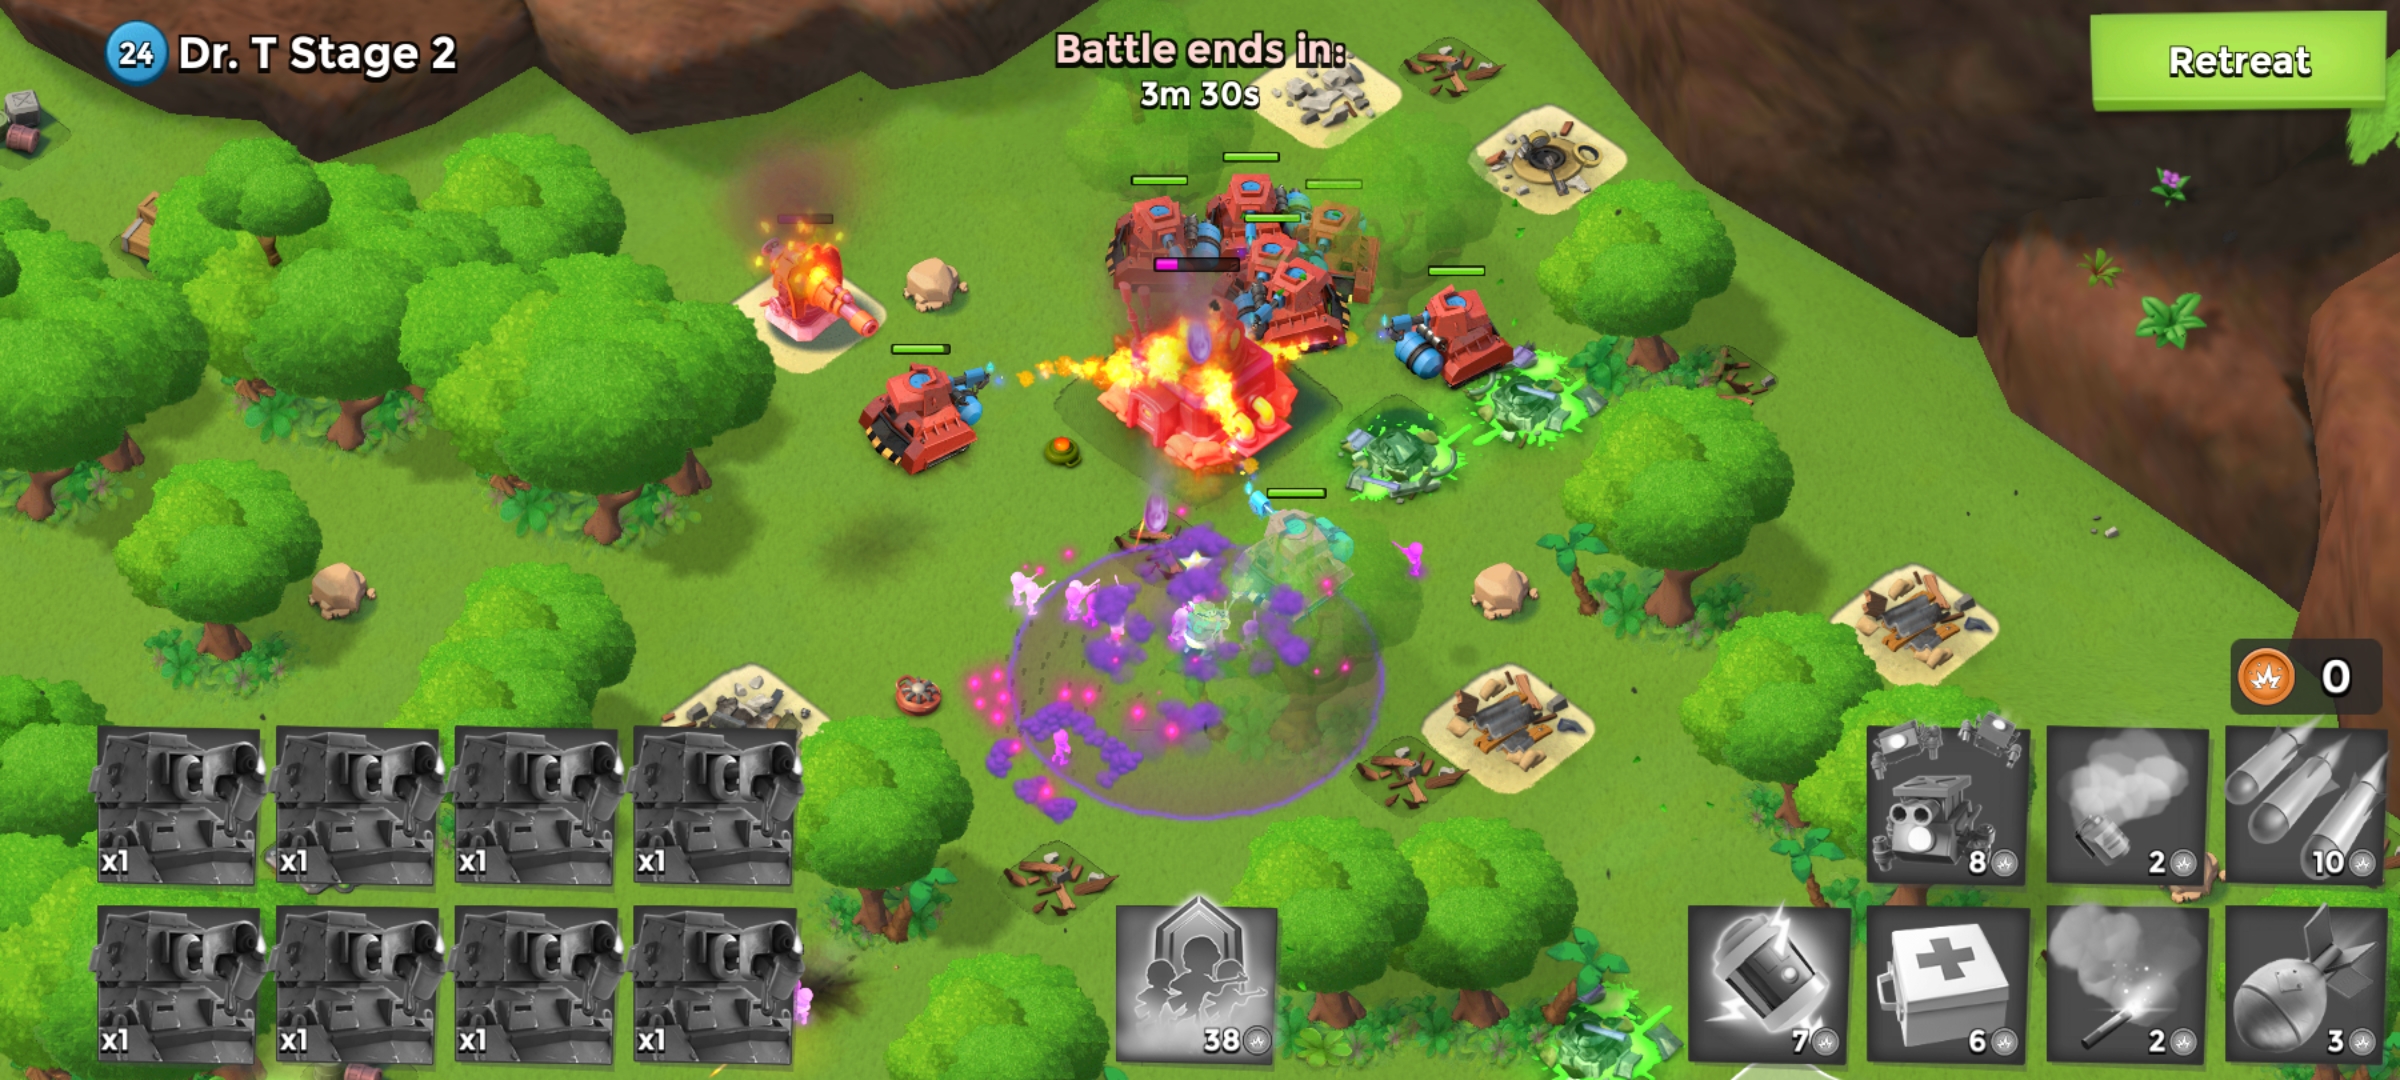 24 Dr. T Stage 2
Battle ends in:
3m 30s
Retreat
0
x1 x1 x1 x1
8 2 10
x1 x1 x1 x1
38 7 6 2 3